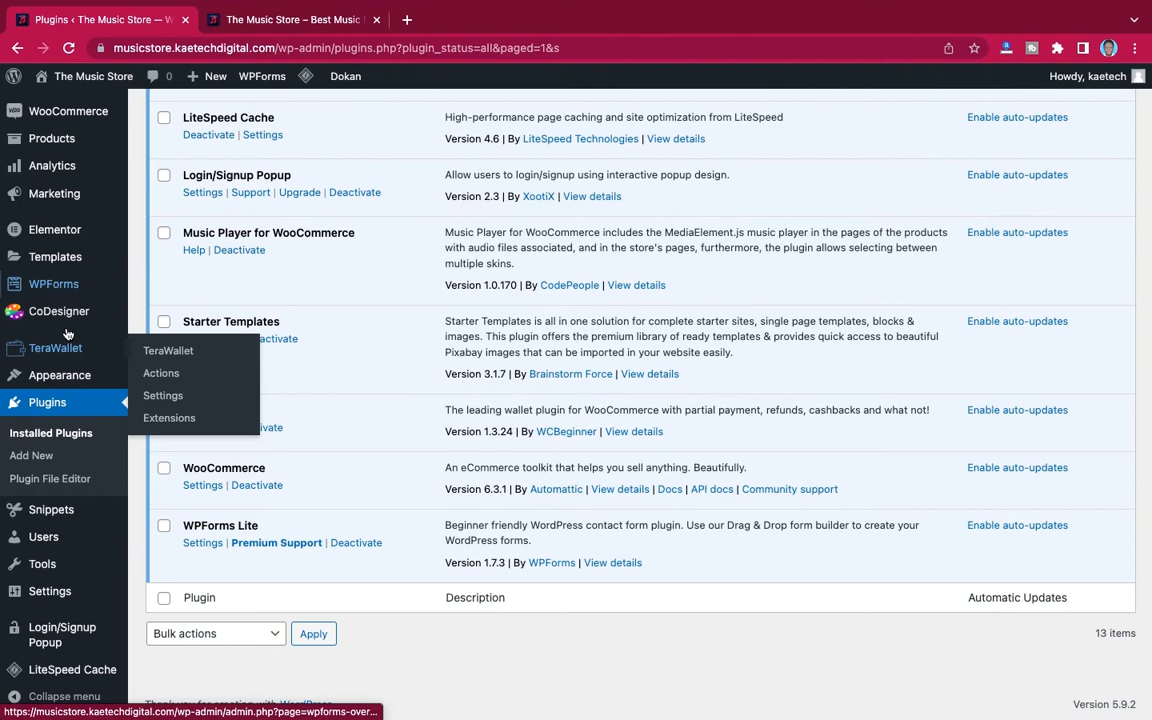 Plugins < The Music Store — W
The Music Store – Best Music
musicstore.kaetechdigital.com/wp-admin/plugins.php?plugin_status=all&paged=1&s
The Music Store
0
New
WPForms
Dokan
Howdy, kaetech
WooCommerce
Products
Analytics
Marketing
Elementor
Templates
WPForms
CoDesigner
TeraWallet
Appearance
Plugins
Installed Plugins
Add New
Plugin File Editor
Snippets
Users
Tools
Settings
Login/Signup
Popup
LiteSpeed Cache
Collapse menu
TeraWallet
Actions
Settings
Extensions
LiteSpeed Cache
Deactivate | Settings
High-performance page caching and site optimization from LiteSpeed
Version 4.6 | By LiteSpeed Technologies | View details
Enable auto-updates
Login/Signup Popup
Settings | Support | Upgrade | Deactivate
Allow users to login/signup using interactive popup design.
Version 2.3 | By XootiX | View details
Enable auto-updates
Music Player for WooCommerce
Help | Deactivate
Music Player for WooCommerce includes the MediaElement.js music player in the pages of the products
with audio files associated, and in the store's pages, furthermore, the plugin allows selecting between
multiple skins.
Version 1.0.170 | By CodePeople | View details
Enable auto-updates
Starter Templates
activate
Starter Templates is all in one solution for complete starter sites, single page templates, blocks &
images. This plugin offers the premium library of ready templates & provides quick access to beautiful
Pixabay images that can be imported in your website easily.
Version 3.1.7 | By Brainstorm Force | View details
Enable auto-updates
ivate
The leading wallet plugin for WooCommerce with partial payment, refunds, cashbacks and what not!
Version 1.3.24 | By WCBeginner | View details
Enable auto-updates
WooCommerce
Settings | Deactivate
An eCommerce toolkit that helps you sell anything. Beautifully.
Version 6.3.1 | By Automattic | View details | Docs | API docs | Community support
Enable auto-updates
WPForms Lite
Settings | Premium Support | Deactivate
Beginner friendly WordPress contact form plugin. Use our Drag & Drop form builder to create your
WordPress forms.
Version 1.7.3 | By WPForms | View details
Enable auto-updates
Plugin
Description
Automatic Updates
Bulk actions
Apply
13 items
Version 5.9.2
https://musicstore.kaetechdigital.com/wp-admin/admin.php?page=wpforms-over...